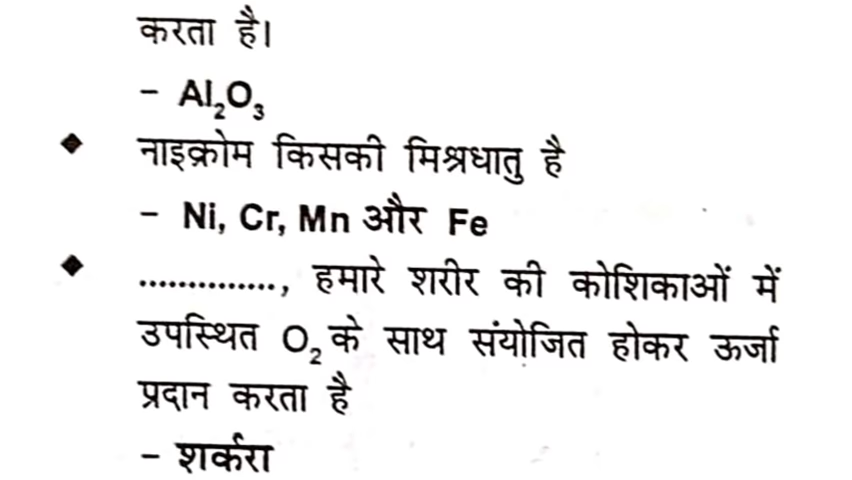 करता है।
– Al₂O₃
◆ नाइक्रोम किसकी मिश्रधातु है
– Ni, Cr, Mn और Fe
◆ .............., हमारे शरीर की कोशिकाओं में
उपस्थित O₂ के साथ संयोजित होकर ऊर्जा
प्रदान करता है
– शर्करा